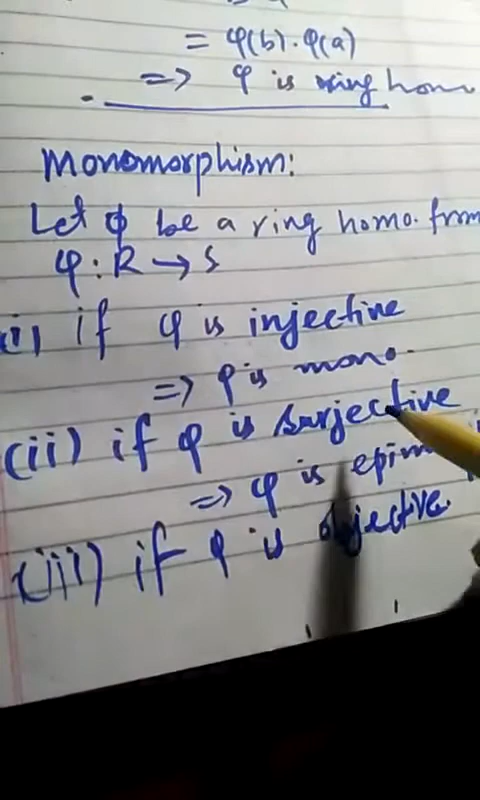 = φ(b)·φ(a)
=> φ is ring homo
Monomorphism:
Let ϕ be a ring homo. from
φ : R → S
(i) if φ is injective
=> φ is mono.
(ii) if φ is surjective
=> φ is epim
(iii) if φ is